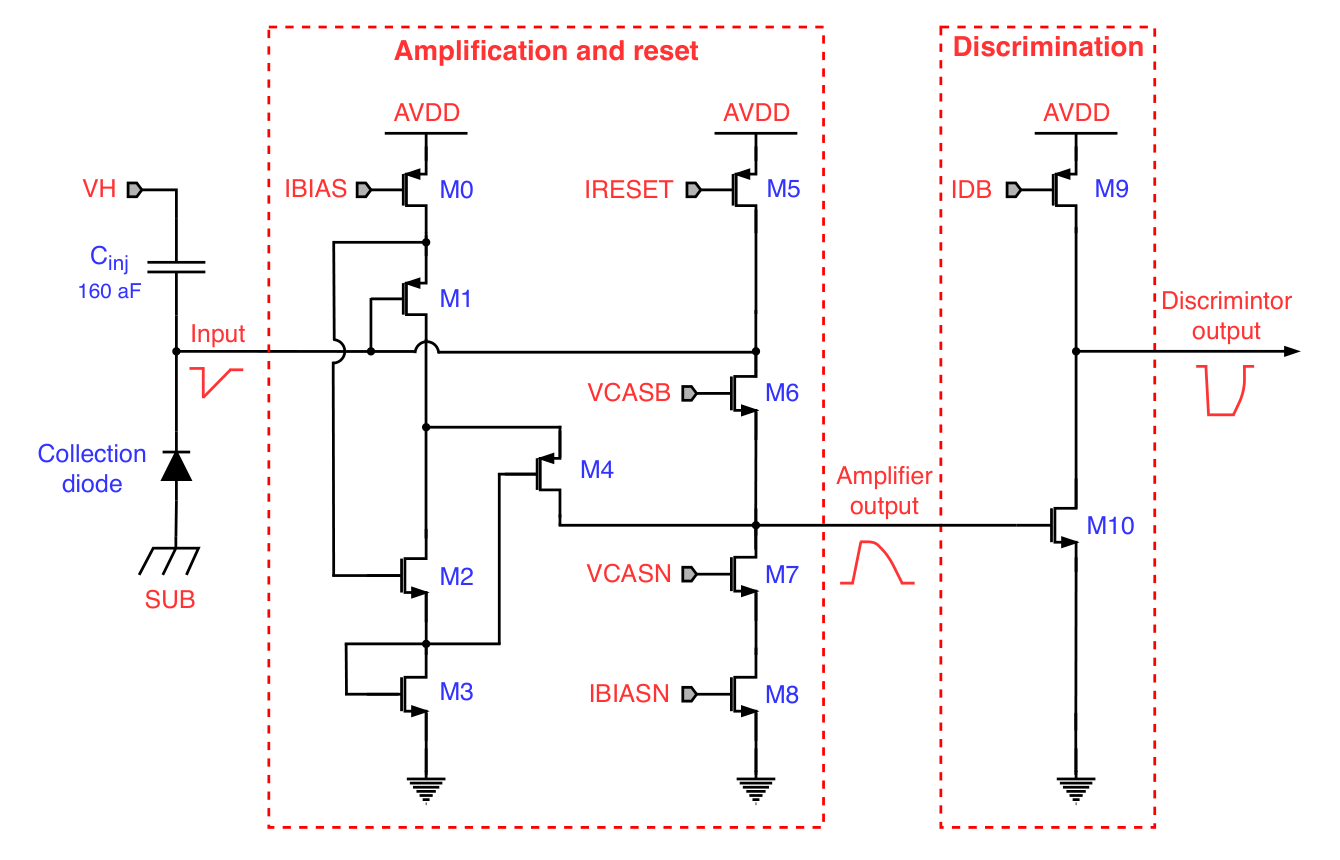 Amplification and reset
Discrimination
AVDD
AVDD
AVDD
VH
IBIAS
M0
IRESET
M5
IDB
M9
Cinj
160 aF
M1
Input
Discrimintor
output
VCASB
M6
Collection
diode
M4
Amplifier
output
M10
SUB
M2
VCASN
M7
M3
IBIASN
M8